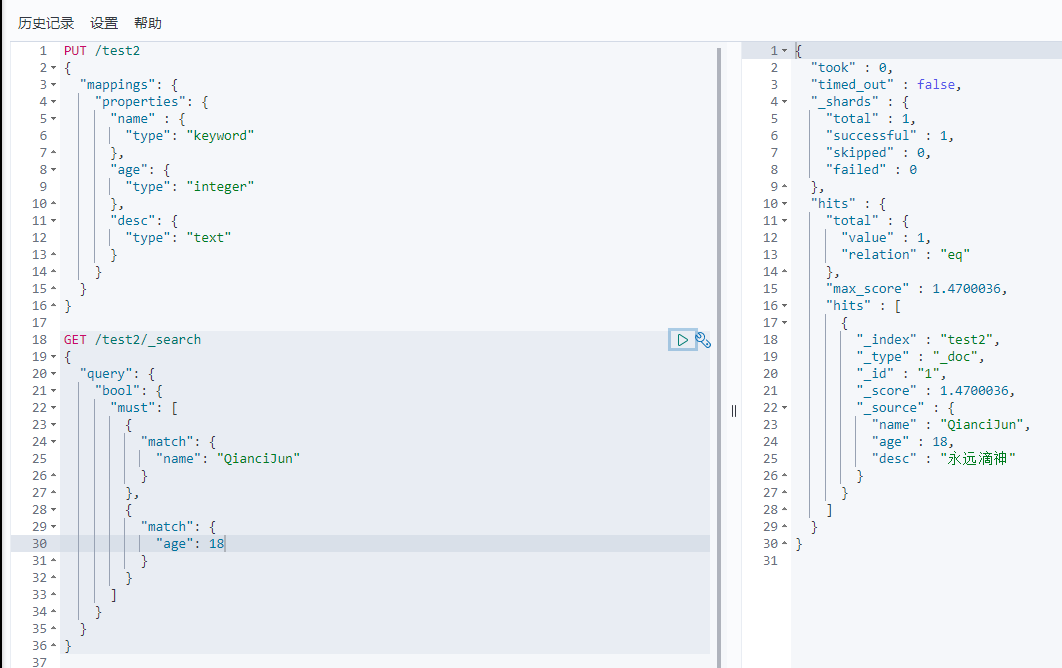 历史记录 设置 帮助
1 PUT /test2
2 {
3 "mappings": {
4 "properties": {
5 "name" : {
6 "type": "keyword"
7 },
8 "age": {
9 "type": "integer"
10 },
11 "desc": {
12 "type": "text"
13 }
14 }
15 }
16 }
17
18 GET /test2/_search
19 {
20 "query": {
21 "bool": {
22 "must": [
23 {
24 "match": {
25 "name": "QianciJun"
26 }
27 },
28 {
29 "match": {
30 "age": 18
31 }
32 }
33 ]
34 }
35 }
36 }
37
1 {
2 "took" : 0,
3 "timed_out" : false,
4 "_shards" : {
5 "total" : 1,
6 "successful" : 1,
7 "skipped" : 0,
8 "failed" : 0
9 },
10 "hits" : {
11 "total" : {
12 "value" : 1,
13 "relation" : "eq"
14 },
15 "max_score" : 1.4700036,
16 "hits" : [
17 {
18 "_index" : "test2",
19 "_type" : "_doc",
20 "_id" : "1",
21 "_score" : 1.4700036,
22 "_source" : {
23 "name" : "QianciJun",
24 "age" : 18,
25 "desc" : "永远滴神"
26 }
27 }
28 ]
29 }
30 }
31